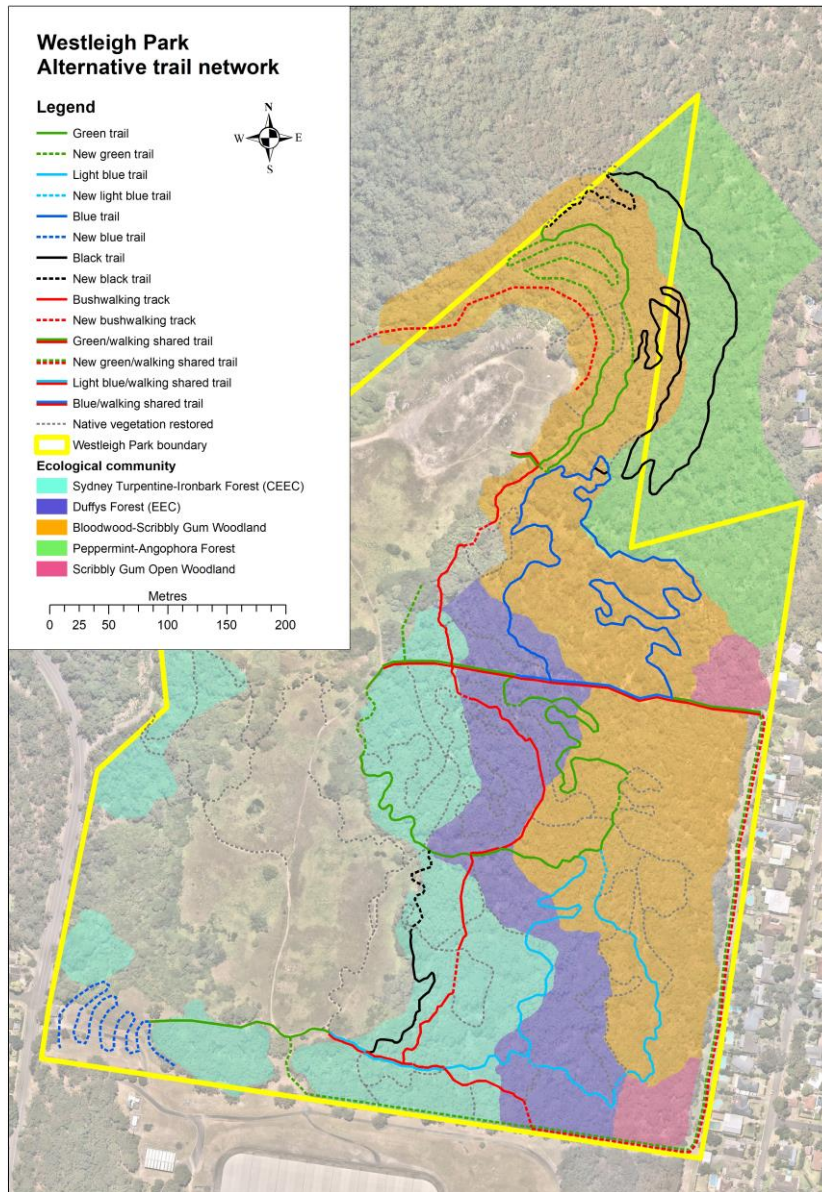 Westleigh Park
Alternative trail network
Legend
N
W E
S
Green trail
New green trail
Light blue trail
New light blue trail
Blue trail
New blue trail
Black trail
New black trail
Bushwalking track
New bushwalking track
Green/walking shared trail
New green/walking shared trail
Light blue/walking shared trail
Blue/walking shared trail
Native vegetation restored
Westleigh Park boundary
Ecological community
Sydney Turpentine-Ironbark Forest (CEEC)
Duffys Forest (EEC)
Bloodwood-Scribbly Gum Woodland
Peppermint-Angophora Forest
Scribbly Gum Open Woodland
Metres
0 25 50 100 150 200